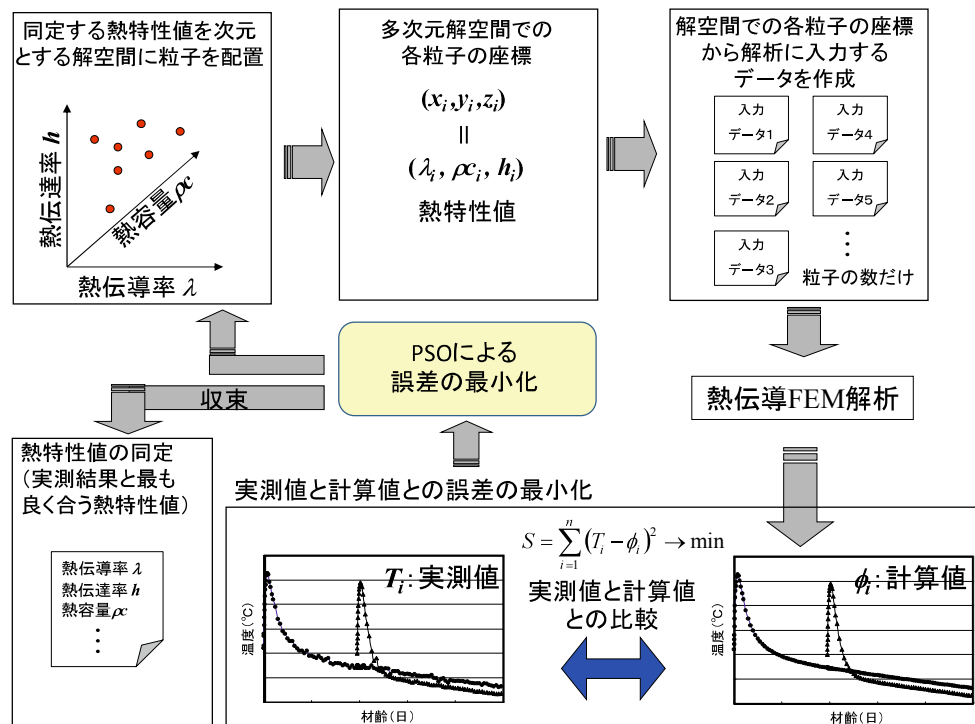 同定する熱特性値を次元
とする解空間に粒子を配置
熱伝達率 h
熱容量ρc
熱伝導率 λ
多次元解空間での
各粒子の座標
(xi,yi,zi)
||
(λi, ρci, hi)
熱特性値
解空間での各粒子の座標
から解析に入力する
データを作成
入力
データ1
入力
データ4
入力
データ2
入力
データ5
入力
データ3
⋮
粒子の数だけ
熱伝導FEM解析
PSOによる
誤差の最小化
収束
熱特性値の同定
(実測結果と最も
良く合う熱特性値)
熱伝導率 λ
熱伝達率 h
熱容量 ρc
⋮
実測値と計算値との誤差の最小化
S = Σ_{i=1}^{n} (Ti − ϕi)² → min
Ti:実測値
実測値と計算値
との比較
ϕi:計算値
温度(℃)
材齢(日)
温度(℃)
材齢(日)